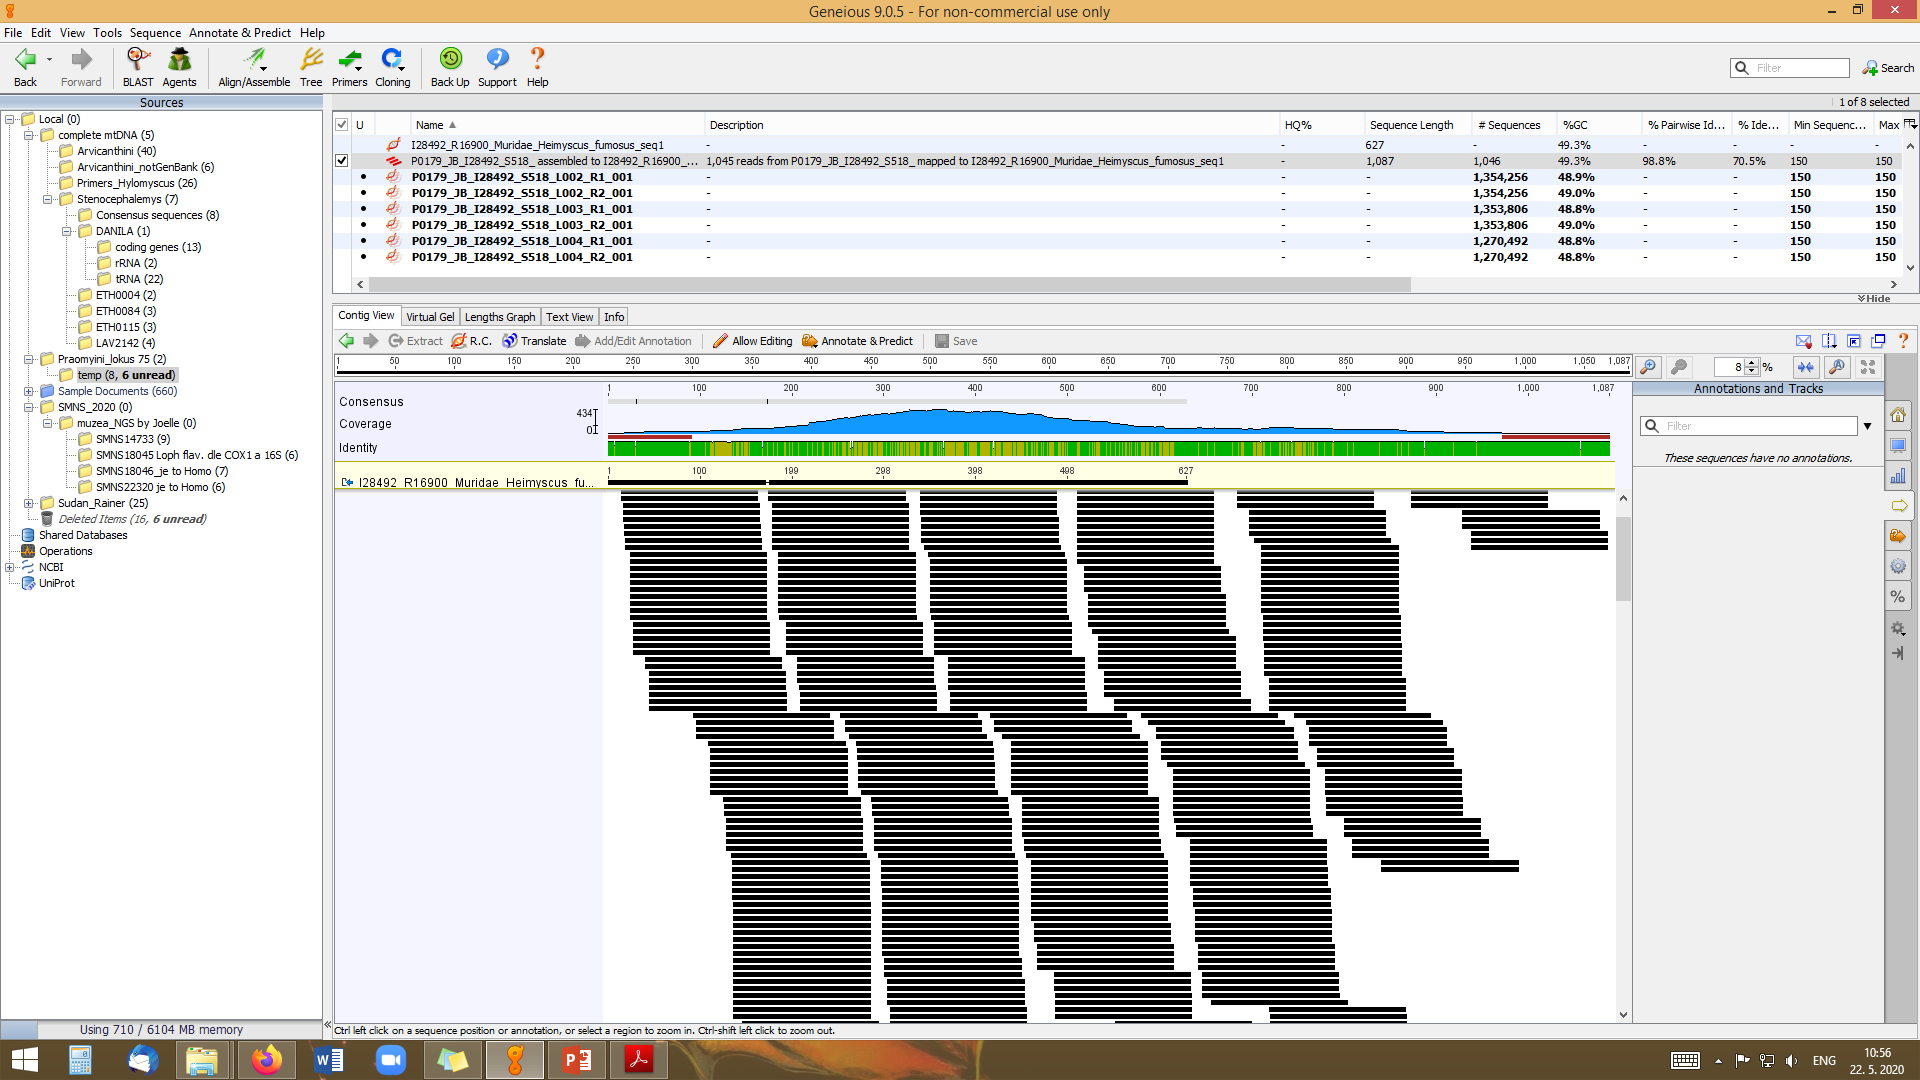 Geneious 9.0.5 - For non-commercial use only
File Edit View Tools Sequence Annotate & Predict Help
Back Forward BLAST Agents Align/Assemble Tree Primers Cloning Back Up Support Help Filter Search
Sources
1 of 8 selected
Local (0)
complete mtDNA (5)
Arvicanthini (40)
Arvicanthini_notGenBank (6)
Primers_Hylomyscus (26)
Stenocephalemys (7)
Consensus sequences (8)
DANILA (1)
coding genes (13)
rRNA (2)
tRNA (22)
ETH0004 (2)
ETH0084 (3)
ETH0115 (3)
LAV2142 (4)
Praomyini_lokus 75 (2)
temp (8, 6 unread)
Sample Documents (660)
SMNS_2020 (0)
muzea_NGS by Joelle (0)
SMNS14733 (9)
SMNS18045 Loph flav. dle COX1 a 16S (6)
SMNS18046_je to Homo (7)
SMNS22320 je to Homo (6)
Sudan_Rainer (25)
Deleted Items (16, 6 unread)
Shared Databases
Operations
NCBI
UniProt
Using 710 / 6104 MB memory
U Name Description HQ% Sequence Length # Sequences %GC % Pairwise Id... % Ide... Min Sequenc... Max
I28492_R16900_Muridae_Heimyscus_fumosus_seq1 - - 627 - 49.3% - - - -
P0179_JB_I28492_S518_ assembled to I28492_R16900_... 1,045 reads from P0179_JB_I28492_S518_ mapped to I28492_R16900_Muridae_Heimyscus_fumosus_seq1 - 1,087 1,046 49.3% 98.8% 70.5% 150 150
P0179_JB_I28492_S518_L002_R1_001 - - - 1,354,256 48.9% - - 150 150
P0179_JB_I28492_S518_L002_R2_001 - - - 1,354,256 49.0% - - 150 150
P0179_JB_I28492_S518_L003_R1_001 - - - 1,353,806 48.8% - - 150 150
P0179_JB_I28492_S518_L003_R2_001 - - - 1,353,806 49.0% - - 150 150
P0179_JB_I28492_S518_L004_R1_001 - - - 1,270,492 48.8% - - 150 150
P0179_JB_I28492_S518_L004_R2_001 - - - 1,270,492 48.8% - - 150 150
Hide
Contig View Virtual Gel Lengths Graph Text View Info
Extract R.C. Translate Add/Edit Annotation Allow Editing Annotate & Predict Save
1 50 100 150 200 250 300 350 400 450 500 550 600 650 700 750 800 850 900 950 1,000 1,050 1,087
8 %
1 100 200 300 400 500 600 700 800 900 1,000 1,087
Consensus
Coverage 434 0
Identity
1 100 199 298 398 498 627
I28492_R16900_Muridae_Heimyscus_fu...
Annotations and Tracks
Filter
These sequences have no annotations.
Ctrl left click on a sequence position or annotation, or select a region to zoom in. Ctrl-shift left click to zoom out.
ENG
10:56
22. 5. 2020